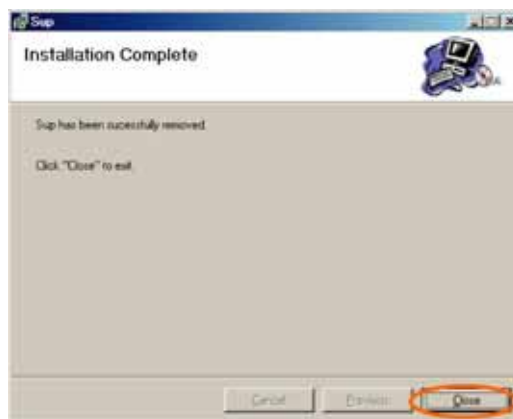 Sup
Installation Complete
Sup has been sucessfully removed.
Click "Close" to exit.
Cancel
Previous
Close